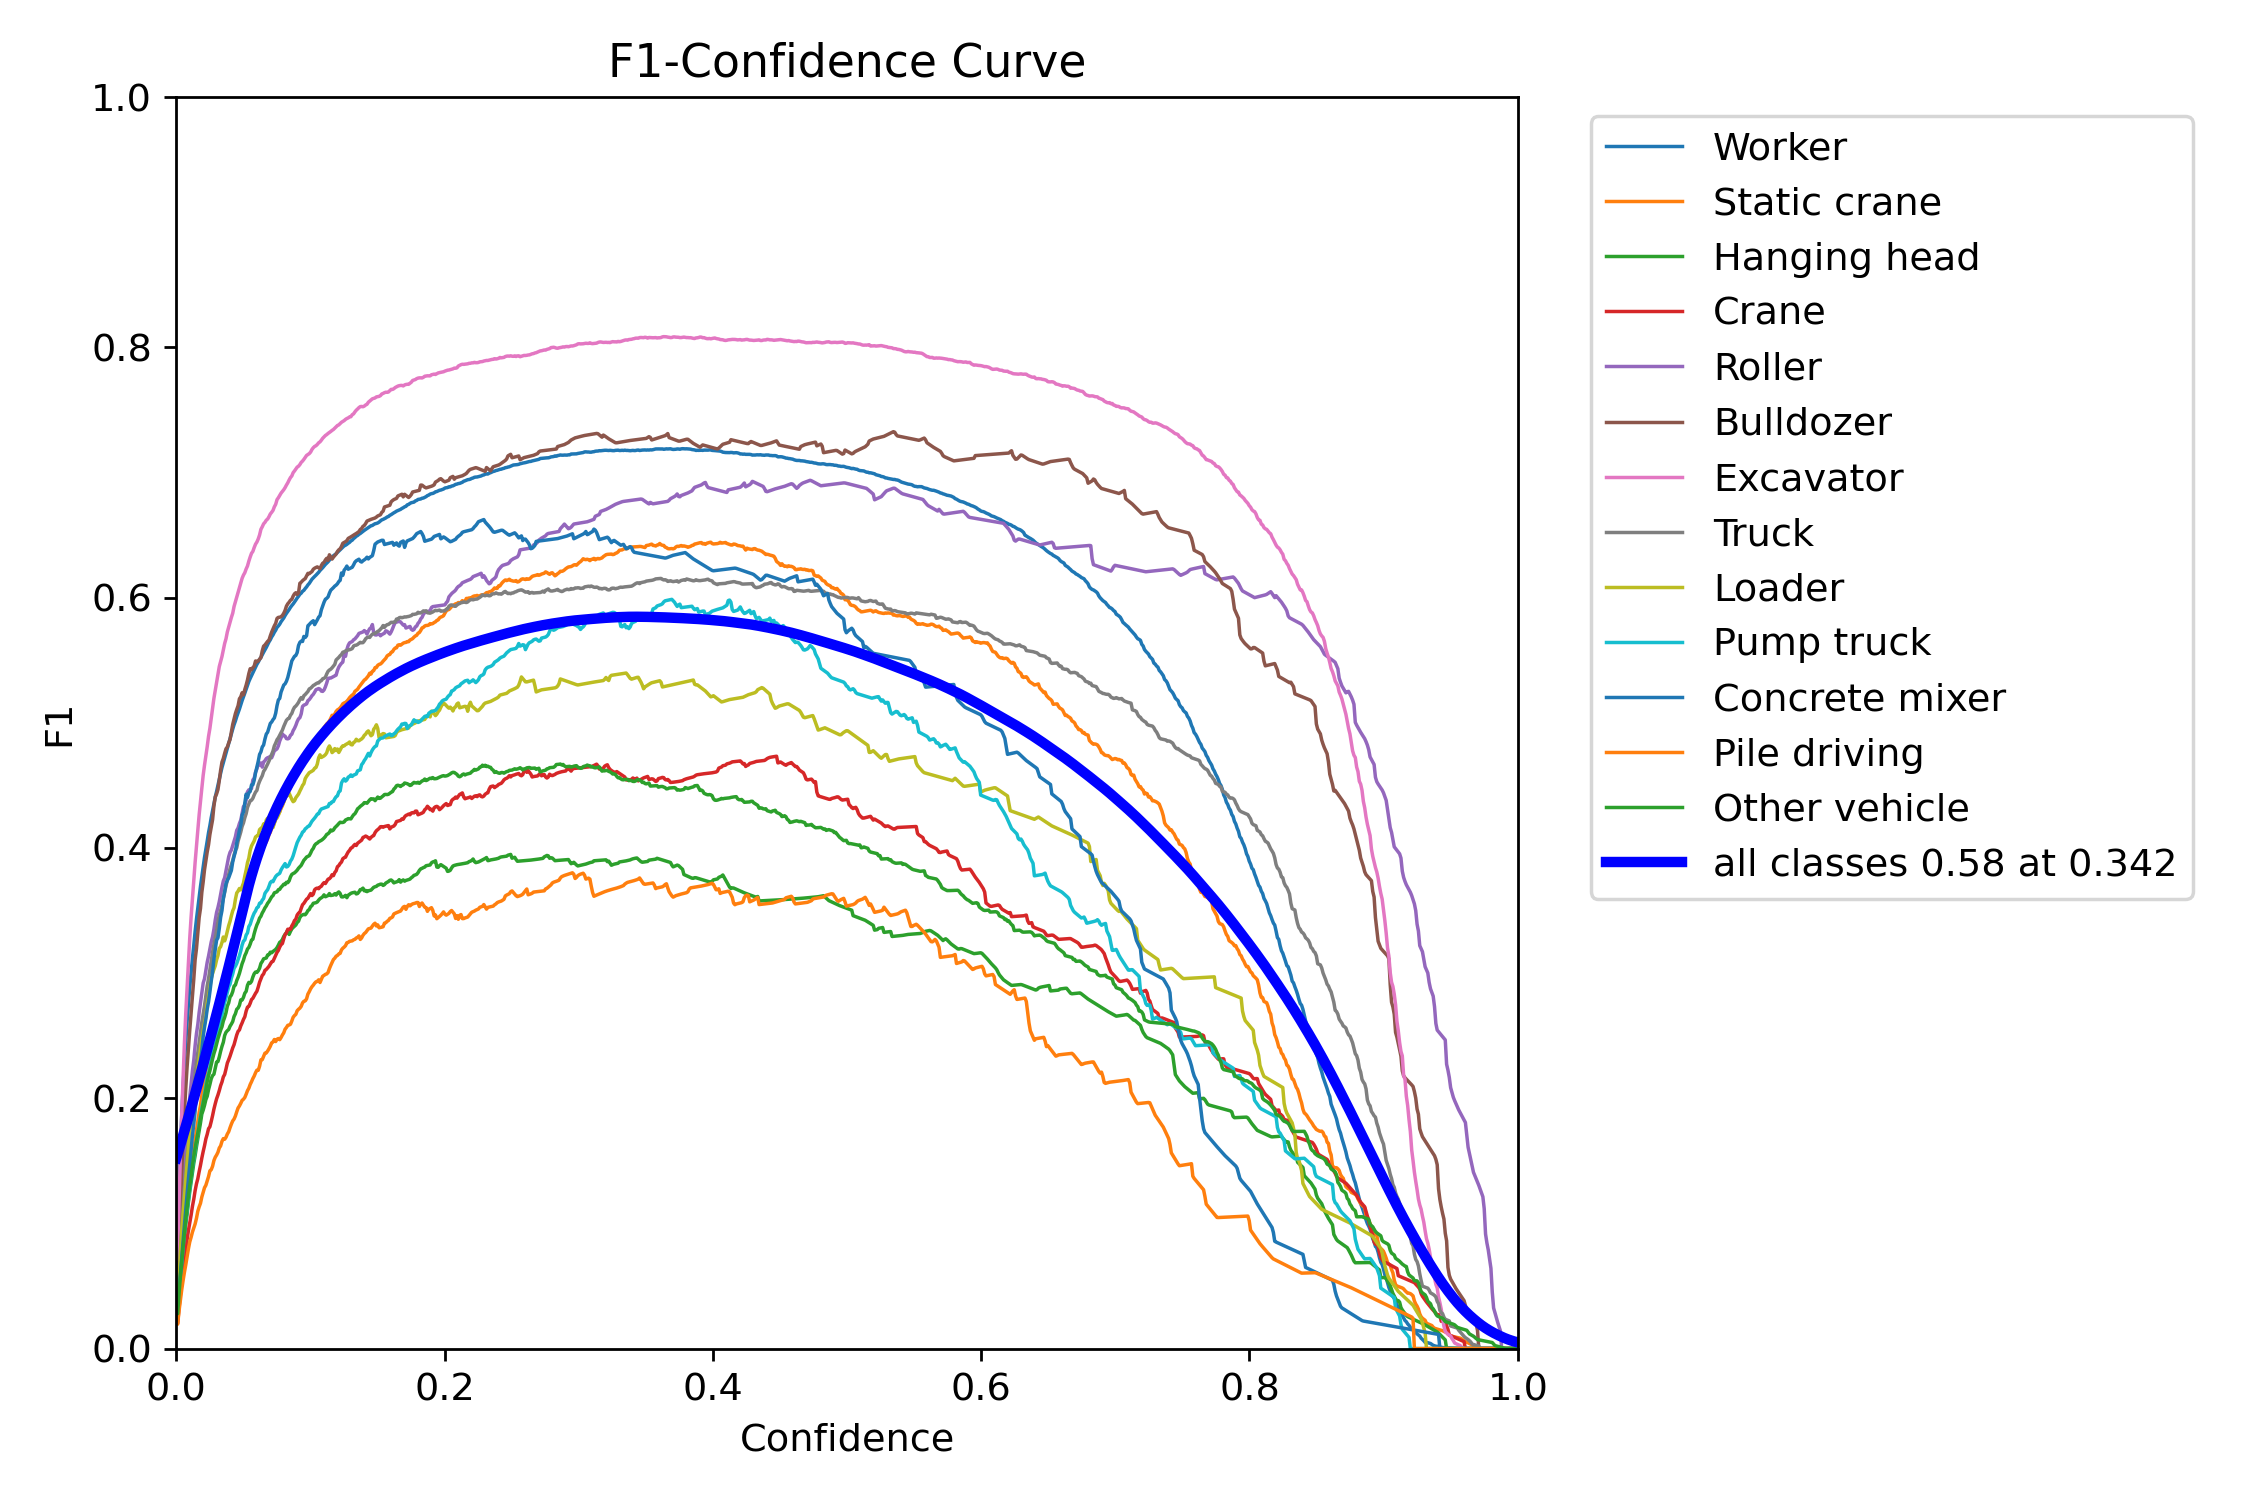 F1-Confidence Curve
1.0
0.8
0.6
0.4
0.2
0.0
F1
0.0 0.2 0.4 0.6 0.8 1.0
Confidence
Worker
Static crane
Hanging head
Crane
Roller
Bulldozer
Excavator
Truck
Loader
Pump truck
Concrete mixer
Pile driving
Other vehicle
all classes 0.58 at 0.342